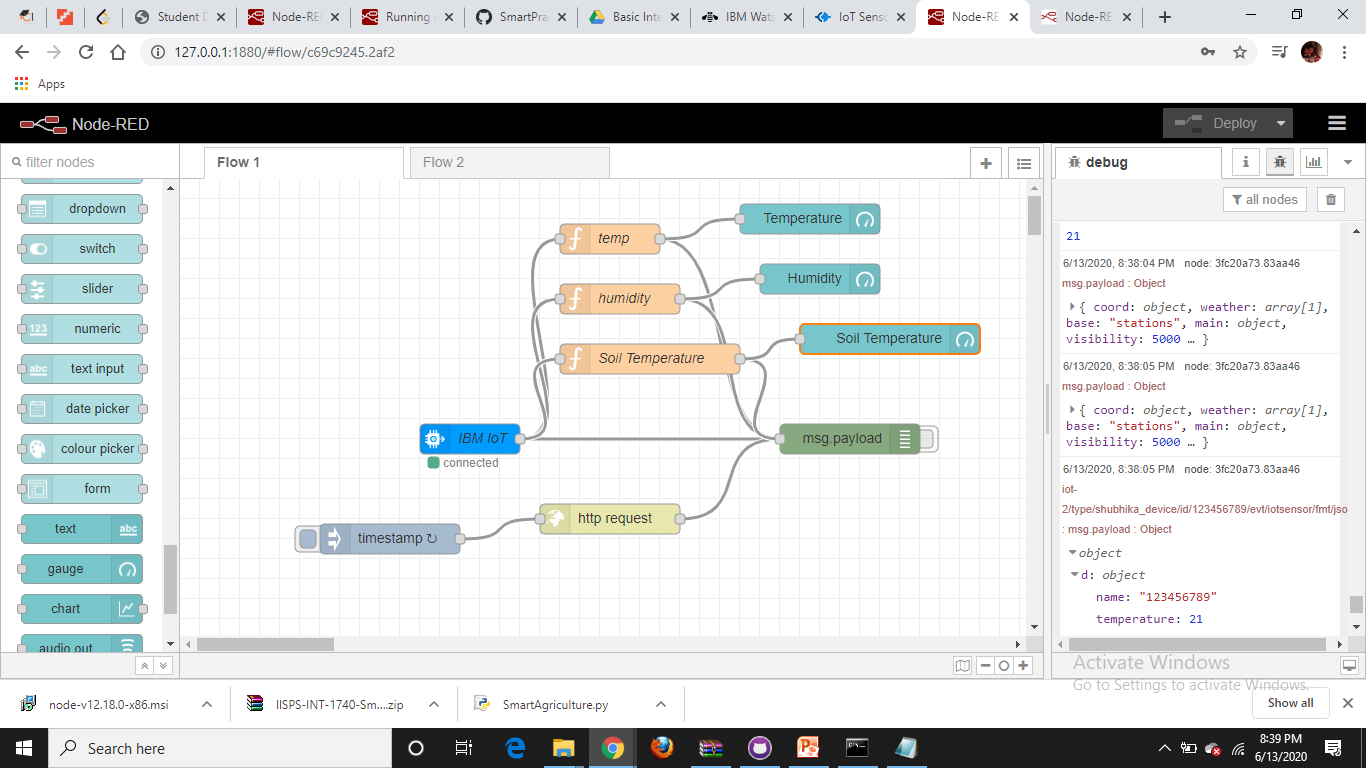 Student D
Node-RE
Running
SmartPra
Basic Inte
IBM Wats
IoT Senso
Node-RE
Node-RE
127.0.0.1:1880/#flow/c69c9245.2af2
Apps
Node-RED
Deploy
filter nodes
Flow 1
Flow 2
debug
all nodes
dropdown
switch
slider
123 numeric
abc text input
date picker
colour picker
form
text abc
gauge
chart
audio out
temp
Temperature
humidity
Humidity
Soil Temperature
Soil Temperature
IBM IoT
connected
msg.payload
http request
timestamp ↻
21
6/13/2020, 8:38:04 PM node: 3fc20a73.83aa46
msg.payload : Object
{ coord: object, weather: array[1],
base: "stations", main: object,
visibility: 5000 … }
6/13/2020, 8:38:05 PM node: 3fc20a73.83aa46
msg.payload : Object
{ coord: object, weather: array[1],
base: "stations", main: object,
visibility: 5000 … }
6/13/2020, 8:38:05 PM node: 3fc20a73.83aa46
iot-
2/type/shubhika_device/id/123456789/evt/iotsensor/fmt/jso
: msg.payload : Object
object
d: object
name: "123456789"
temperature: 21
Activate Windows
Go to Settings to activate Windows.
node-v12.18.0-x86.msi
IISPS-INT-1740-Sm....zip
SmartAgriculture.py
Show all
Search here
8:39 PM
6/13/2020